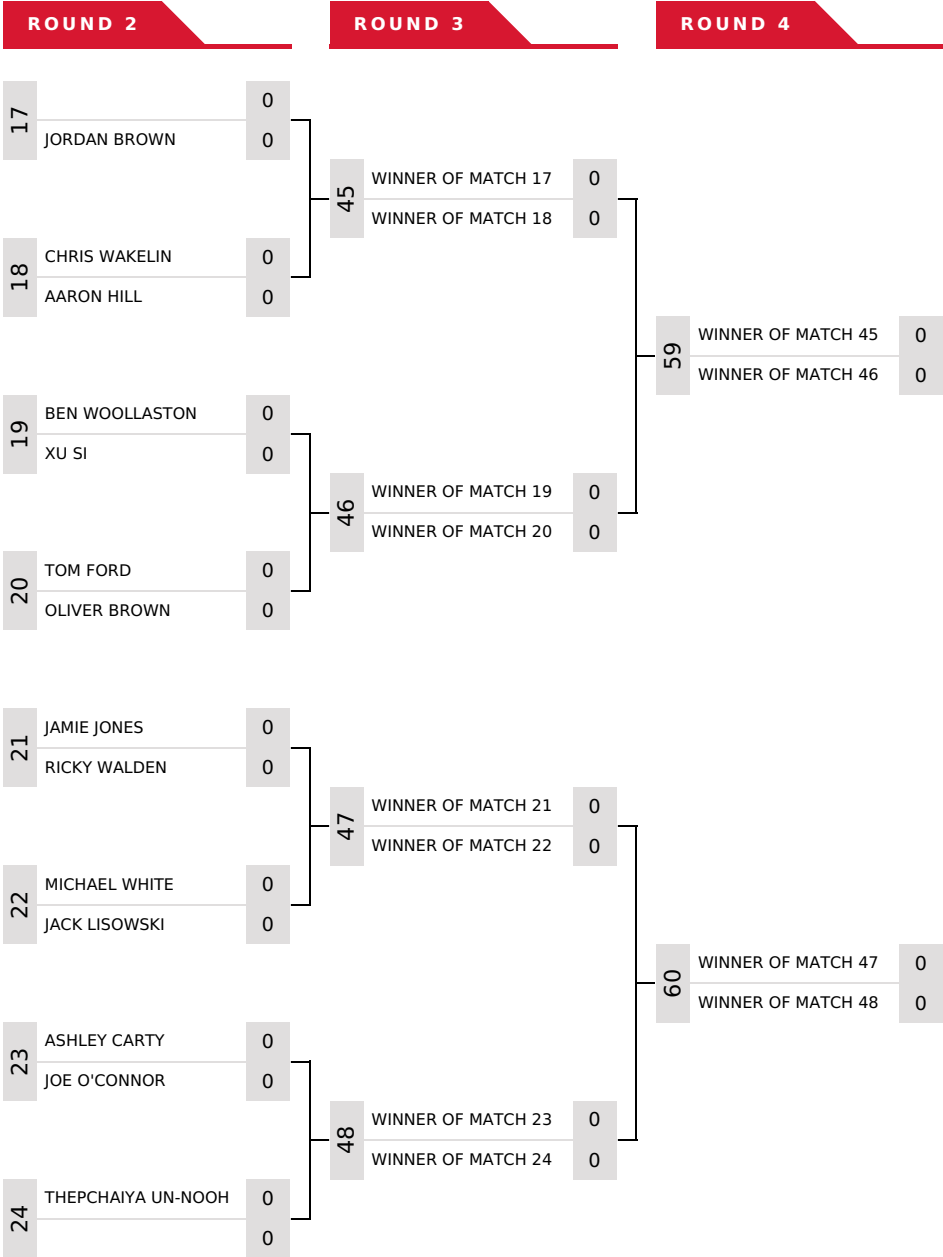 ROUND 2
ROUND 3
ROUND 4
17
0
JORDAN BROWN 0
18
CHRIS WAKELIN 0
AARON HILL 0
19
BEN WOOLLASTON 0
XU SI 0
20
TOM FORD 0
OLIVER BROWN 0
21
JAMIE JONES 0
RICKY WALDEN 0
22
MICHAEL WHITE 0
JACK LISOWSKI 0
23
ASHLEY CARTY 0
JOE O'CONNOR 0
24
THEPCHAIYA UN-NOOH 0
0
45
WINNER OF MATCH 17 0
WINNER OF MATCH 18 0
46
WINNER OF MATCH 19 0
WINNER OF MATCH 20 0
47
WINNER OF MATCH 21 0
WINNER OF MATCH 22 0
48
WINNER OF MATCH 23 0
WINNER OF MATCH 24 0
59
WINNER OF MATCH 45 0
WINNER OF MATCH 46 0
60
WINNER OF MATCH 47 0
WINNER OF MATCH 48 0